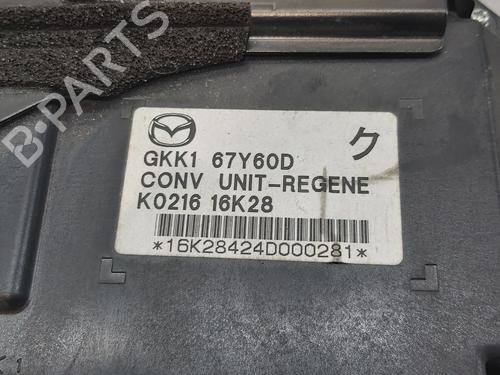 B-PARTS
ク
GKK1 67Y60D
CONV UNIT-REGENE
K0216 16K28
*16K28424D000281*